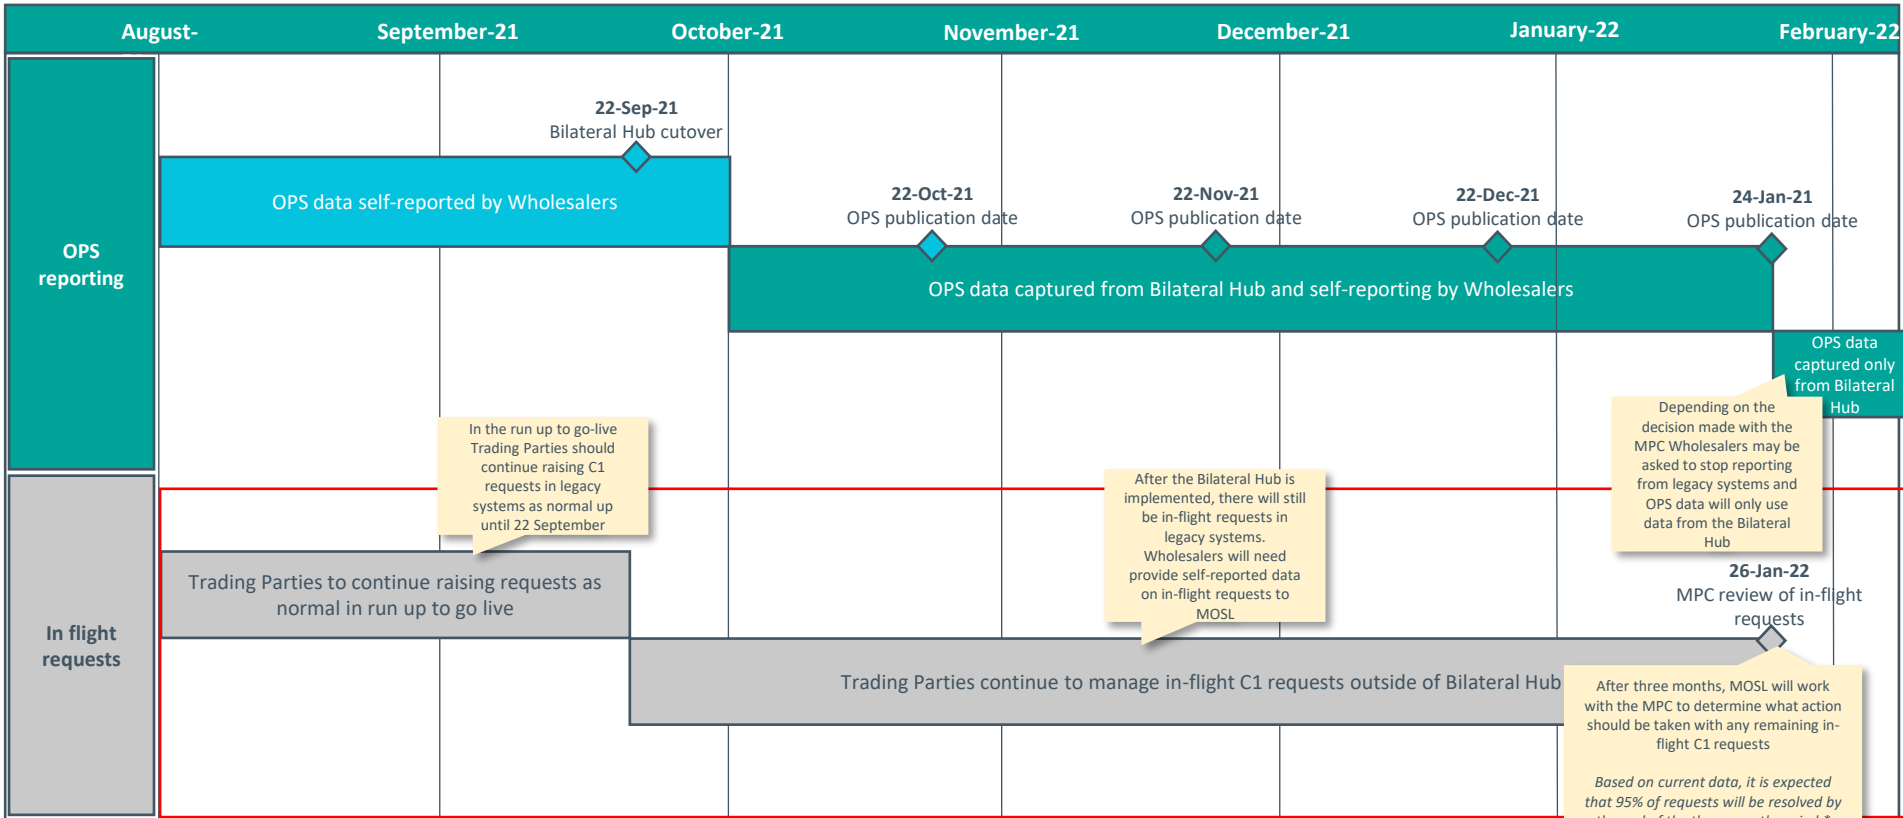 August-
September-21
October-21
November-21
December-21
January-22
February-22
OPS
reporting
22-Sep-21
Bilateral Hub cutover
OPS data self-reported by Wholesalers
22-Oct-21
OPS publication date
22-Nov-21
OPS publication date
22-Dec-21
OPS publication date
24-Jan-21
OPS publication date
OPS data captured from Bilateral Hub and self-reporting by Wholesalers
OPS data
captured only
from Bilateral
Hub
Depending on the
decision made with the
MPC Wholesalers may be
asked to stop reporting
from legacy systems and
OPS data will only use
data from the Bilateral
Hub
In flight
requests
In the run up to go-live
Trading Parties should
continue raising C1
requests in legacy
systems as normal up
until 22 September
Trading Parties to continue raising requests as
normal in run up to go live
After the Bilateral Hub is
implemented, there will still
be in-flight requests in
legacy systems.
Wholesalers will need
provide self-reported data
on in-flight requests to
MOSL
26-Jan-22
MPC review of in-flight
requests
Trading Parties continue to manage in-flight C1 requests outside of Bilateral Hub
After three months, MOSL will work
with the MPC to determine what action
should be taken with any remaining in-
flight C1 requests
Based on current data, it is expected
that 95% of requests will be resolved by